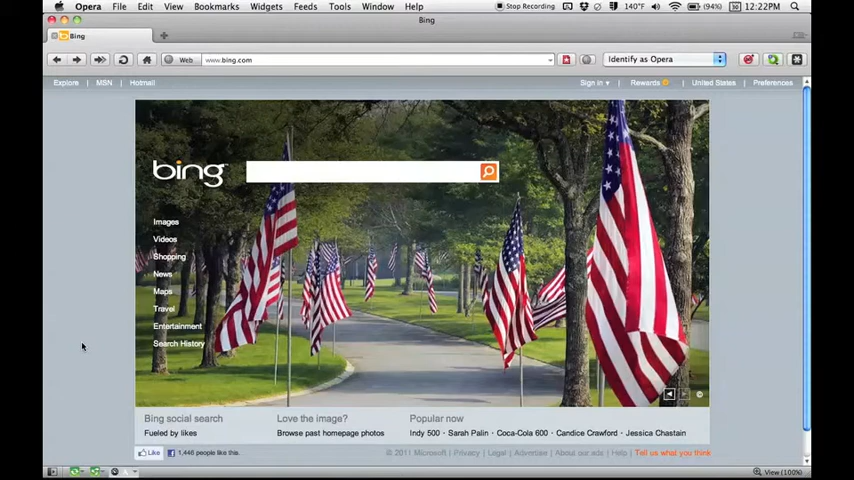 Opera File Edit View Bookmarks Widgets Feeds Tools Window Help Stop Recording 140°F (94%) 30 12:22PM
Bing
Bing
Web www.bing.com Identify as Opera
Explore MSN Hotmail Sign in Rewards United States Preferences
bing
Images
Videos
Shopping
News
Maps
Travel
Entertainment
Search History
Bing social search Love the image? Popular now
Fueled by likes Browse past homepage photos Indy 500 · Sarah Palin · Coca-Cola 600 · Candice Crawford · Jessica Chastain
Like 1,446 people like this. © 2011 Microsoft | Privacy | Legal | Advertise | About our ads | Help | Tell us what you think
View (100%)